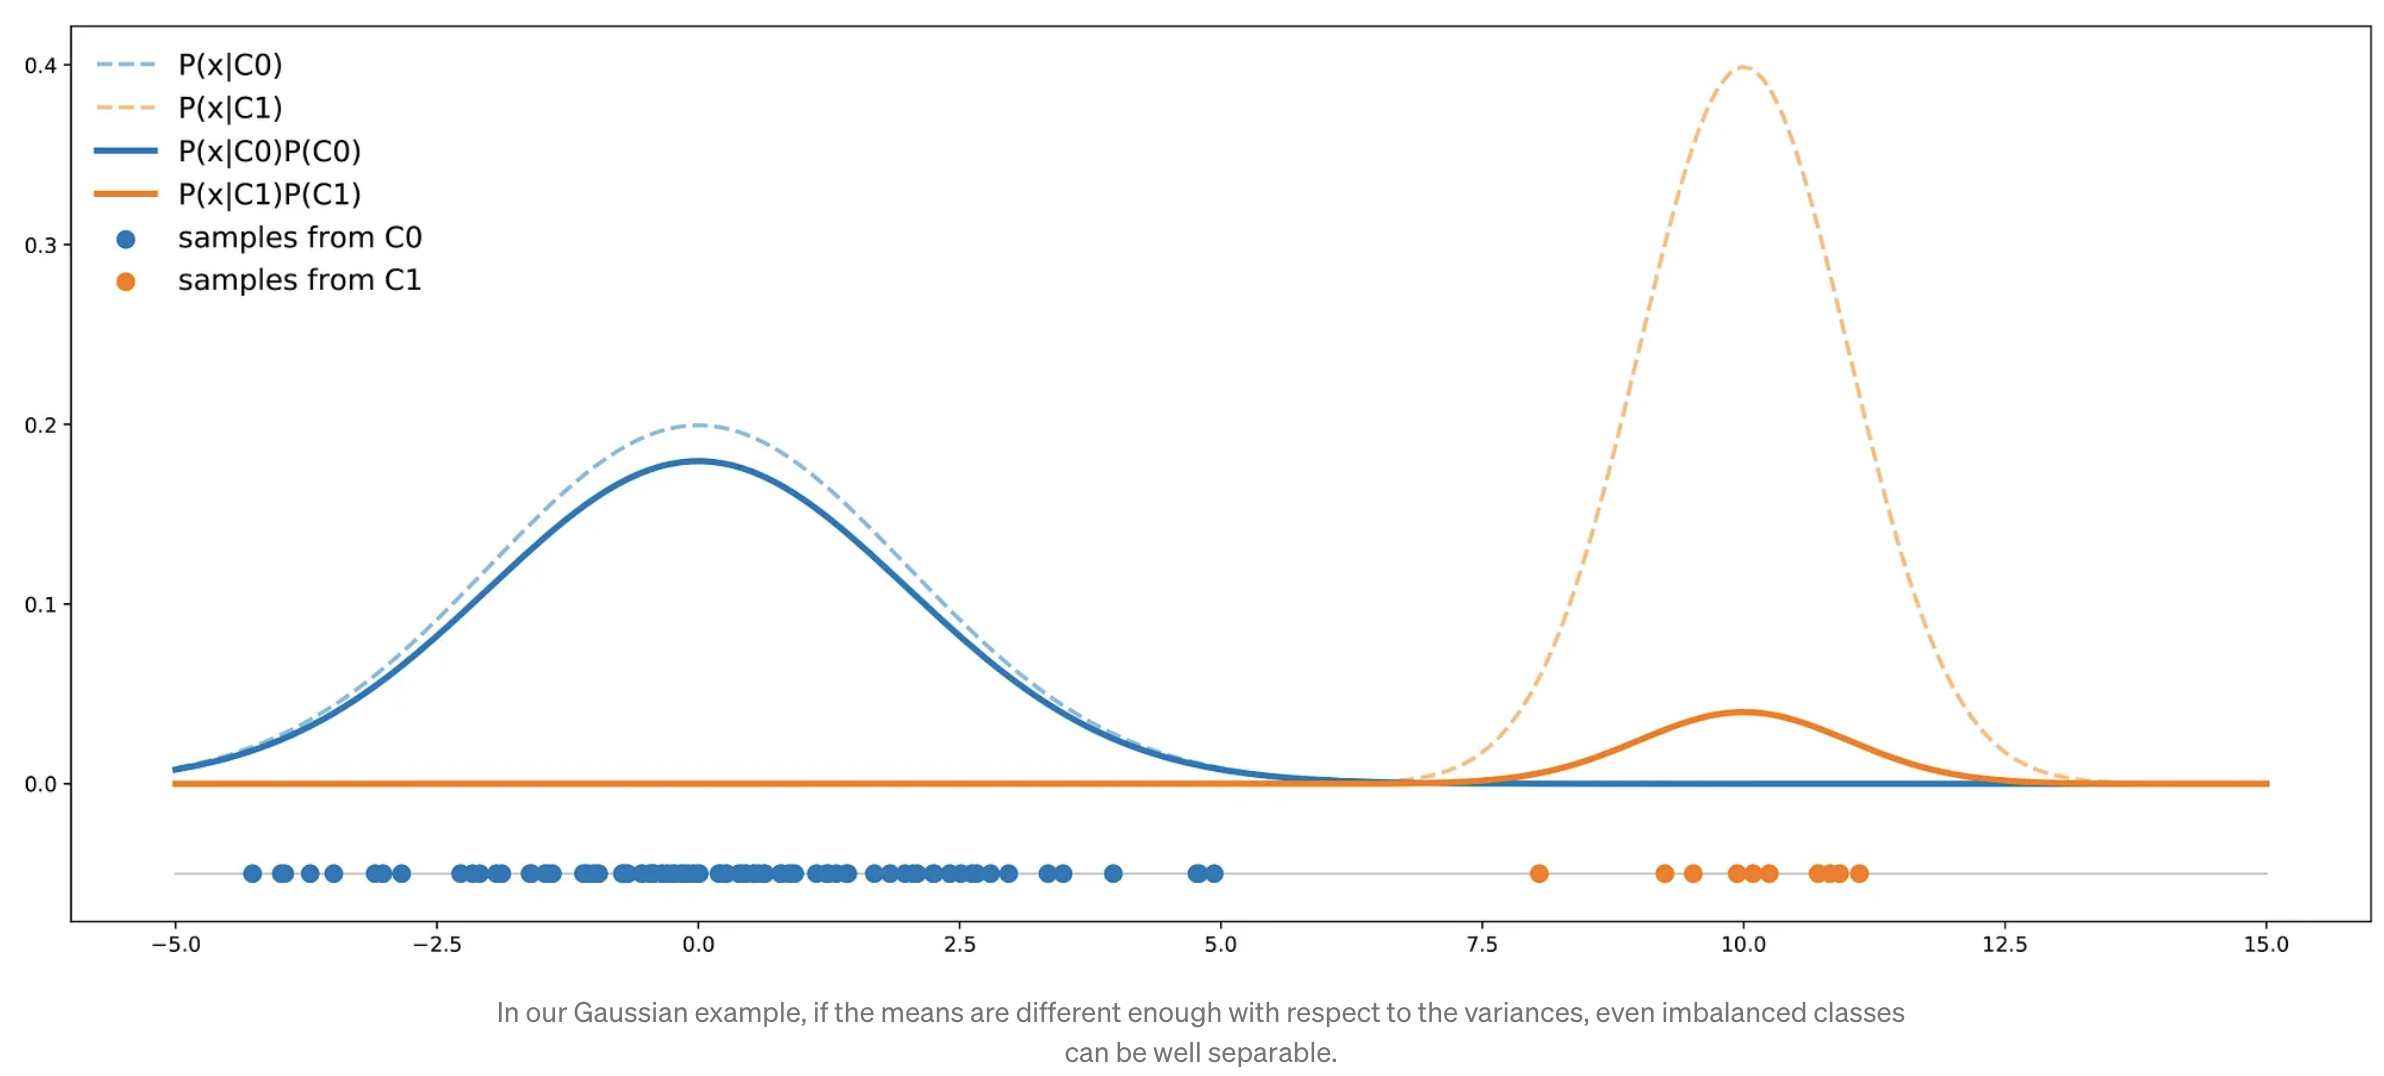 P(x|C0)
P(x|C1)
P(x|C0)P(C0)
P(x|C1)P(C1)
samples from C0
samples from C1
0.4
0.3
0.2
0.1
0.0
−5.0 −2.5 0.0 2.5 5.0 7.5 10.0 12.5 15.0
In our Gaussian example, if the means are different enough with respect to the variances, even imbalanced classes
can be well separable.